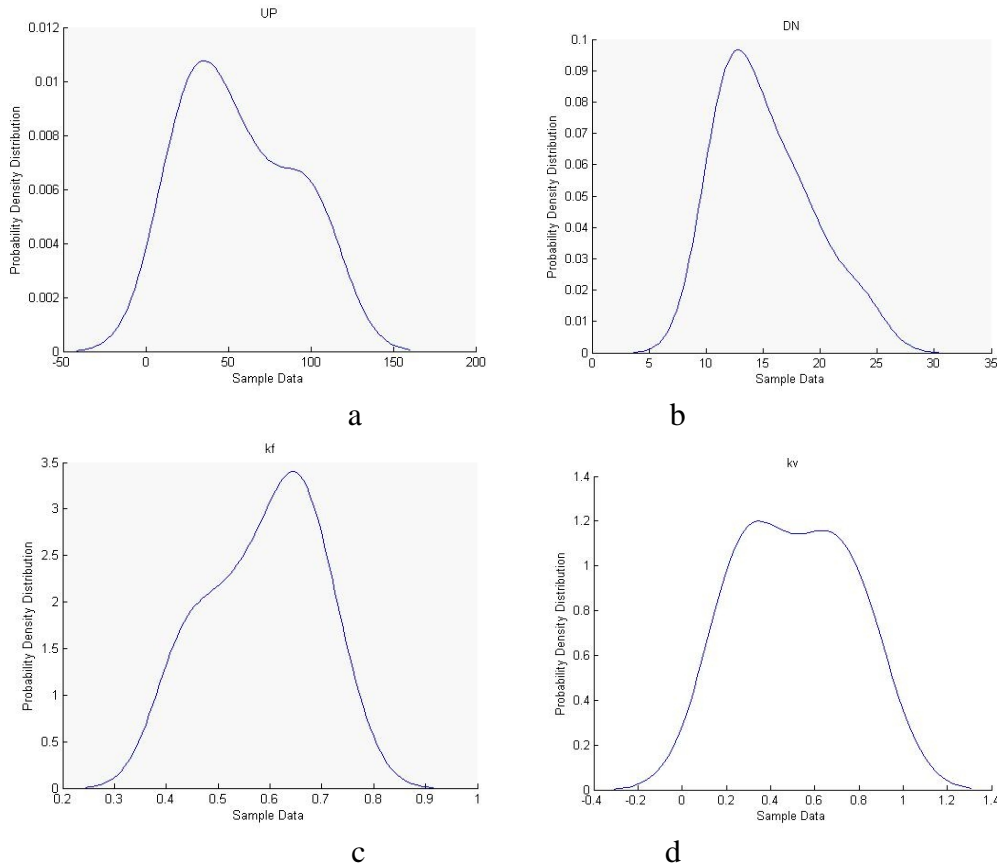 UP
0.012
0.01
0.008
0.006
0.004
0.002
0
-50 0 50 100 150 200
Probability Density Distribution
Sample Data
a
DN
0.1
0.09
0.08
0.07
0.06
0.05
0.04
0.03
0.02
0.01
0
0 5 10 15 20 25 30 35
Probability Density Distribution
Sample Data
b
kf
3.5
3
2.5
2
1.5
1
0.5
0
0.2 0.3 0.4 0.5 0.6 0.7 0.8 0.9 1
Probability Density Distribution
Sample Data
c
kv
1.4
1.2
1
0.8
0.6
0.4
0.2
0
-0.4 -0.2 0 0.2 0.4 0.6 0.8 1 1.2 1.4
Probability Density Distribution
Sample Data
d